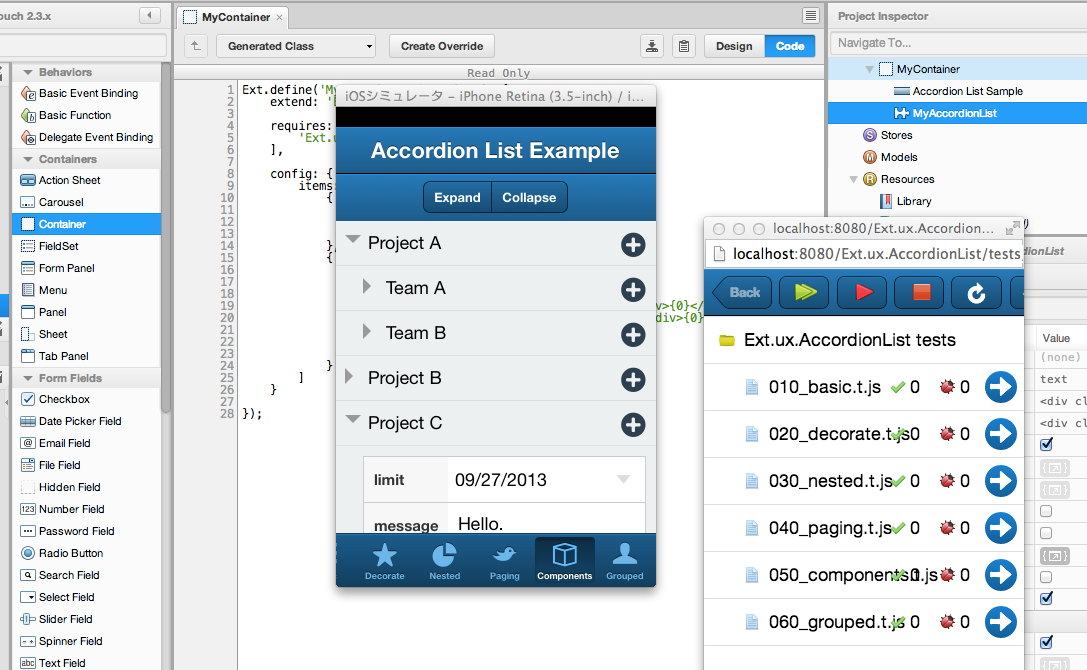 ouch 2.3.x
Behaviors
Basic Event Binding
Basic Function
Delegate Event Binding
Containers
Action Sheet
Carousel
Container
FieldSet
Form Panel
Menu
Panel
Sheet
Tab Panel
Form Fields
Checkbox
Date Picker Field
Email Field
File Field
Hidden Field
Number Field
Password Field
Radio Button
Search Field
Select Field
Slider Field
Spinner Field
Text Field
MyContainer ×
Generated Class
Create Override
Design Code
Read Only
1 Ext.define('My
2 extend: '
3
4 requires:
5 'Ext.u
6 ],
7
8 config: {
9 items:
10 {
11
12
13
14 },
15 {
16
17
18
19 v>{0}</
20 div>{0}
21
22
23
24 }
25 ]
26 }
27
28 });
iOSシミュレータ – iPhone Retina (3.5-inch) / i...
Accordion List Example
Expand Collapse
Project A
Team A
Team B
Project B
Project C
limit 09/27/2013
message Hello.
Decorate Nested Paging Components Grouped
Project Inspector
Navigate To...
MyContainer
Accordion List Sample
MyAccordionList
Stores
Models
Resources
Library
localhost:8080/Ext.ux.Accordion...
localhost:8080/Ext.ux.AccordionList/tests
Back
Ext.ux.AccordionList tests
010_basic.t.js 0 0
020_decorate.t.js 0 0
030_nested.t.js 0 0
040_paging.t.js 0 0
050_components.t.js 0
060_grouped.t.js 0 0
dionList
Value
(none)
text
<div cl
<div cl